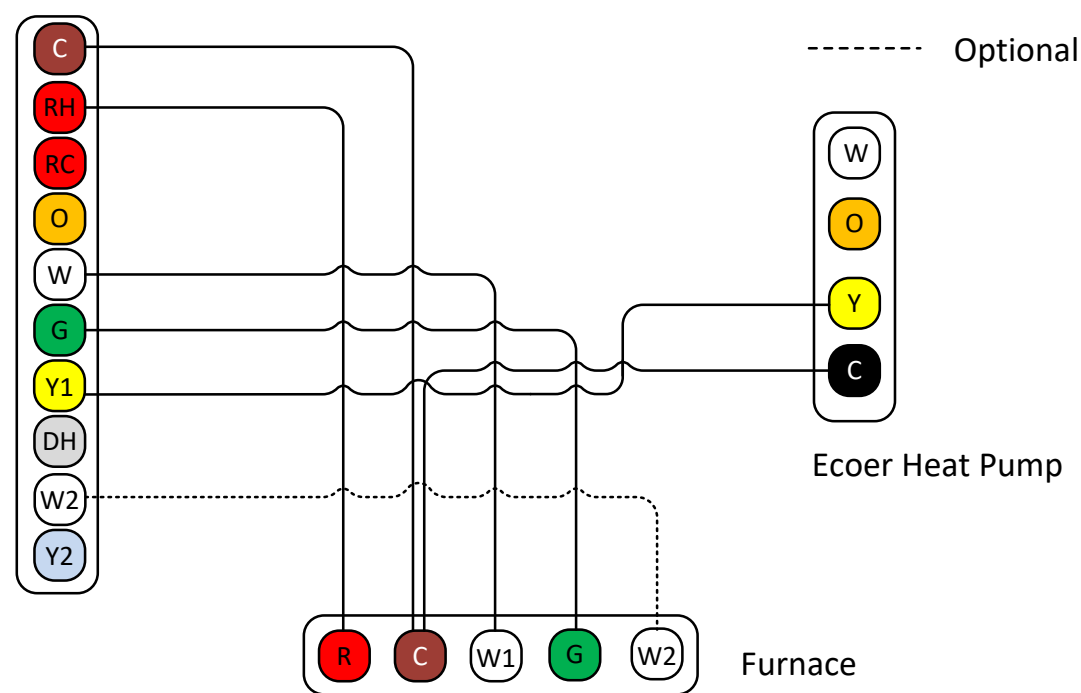 C
RH
RC
O
W
G
Y1
DH
W2
Y2
Optional
W
O
Y
C
Ecoer Heat Pump
R
C
W1
G
W2
Furnace